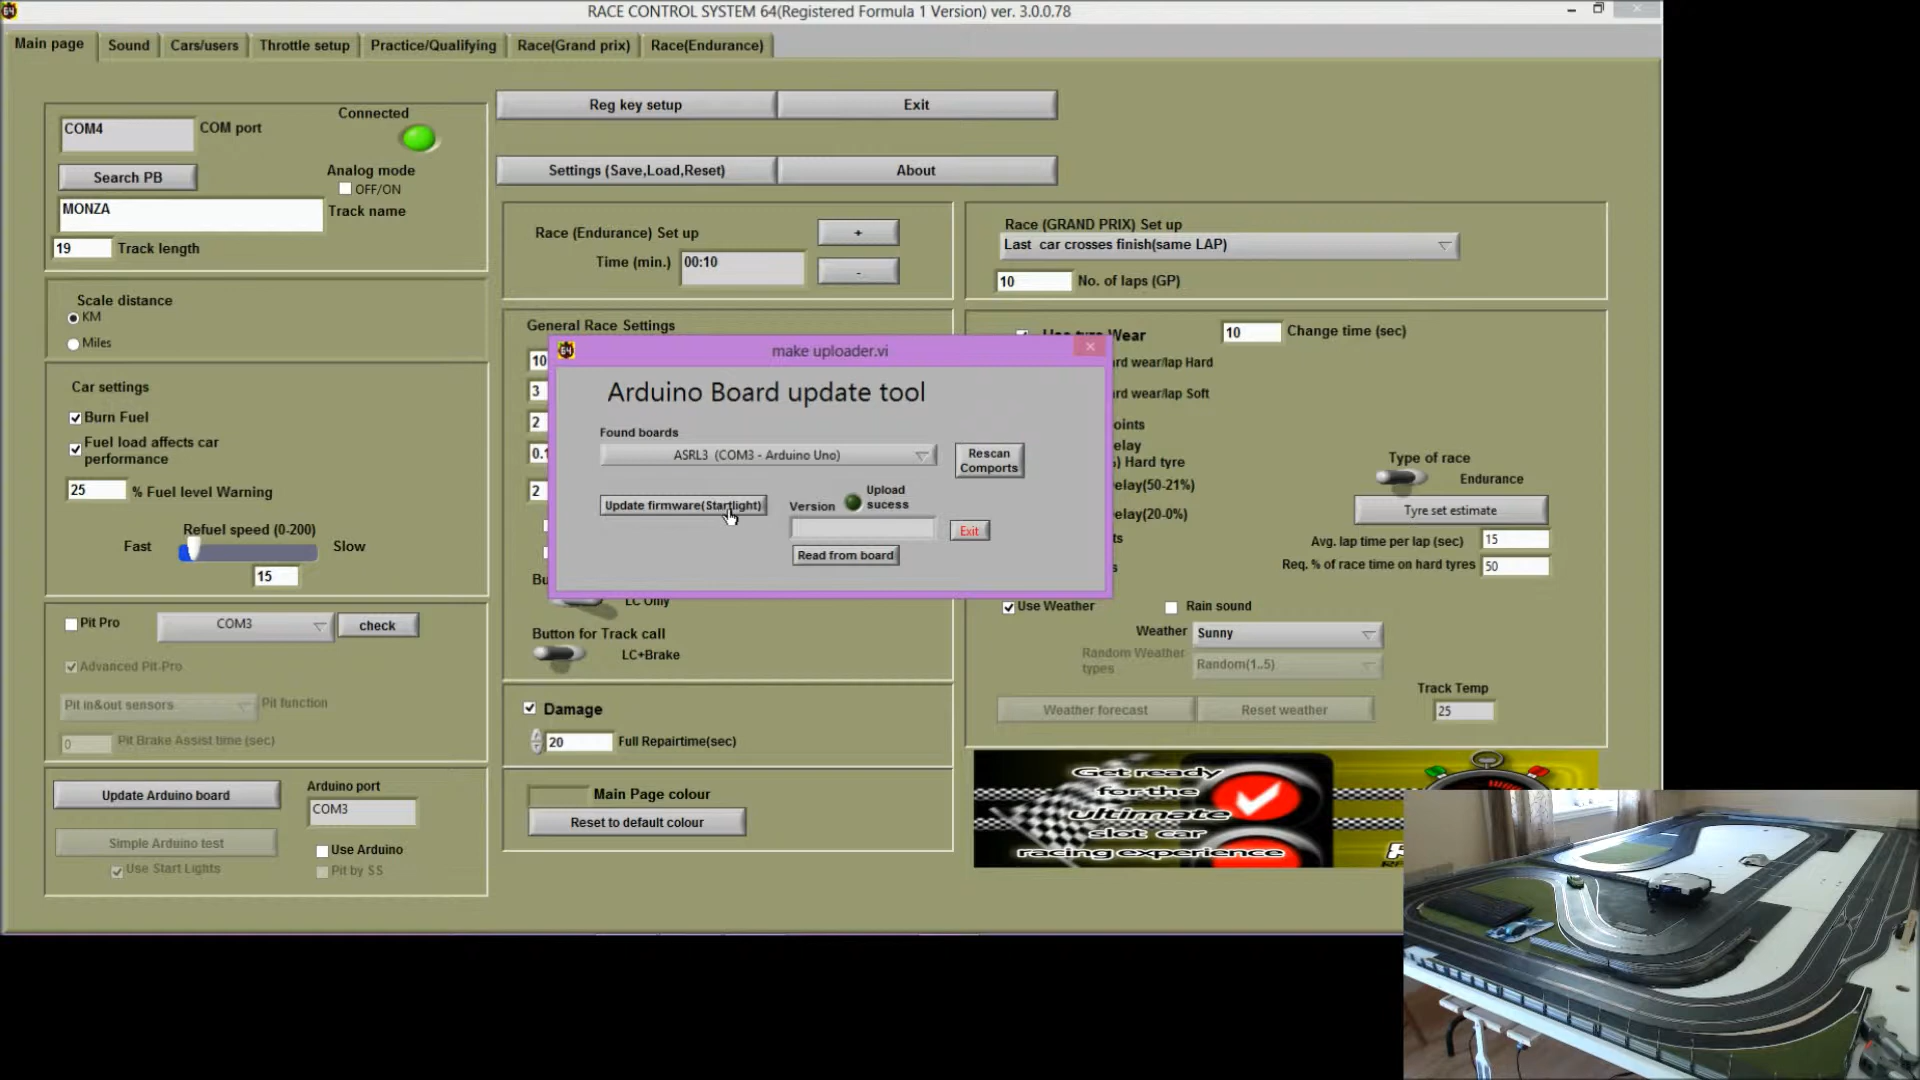 RACE CONTROL SYSTEM 64(Registered Formula 1 Version) ver. 3.0.0.78
Main page
Sound
Cars/users
Throttle setup
Practice/Qualifying
Race(Grand prix)
Race(Endurance)
COM4
COM port
Connected
Search PB
Analog mode
OFF/ON
MONZA
Track name
19
Track length
Reg key setup
Exit
Settings (Save,Load,Reset)
About
Race (Endurance) Set up
+
Time (min.)
00:10
-
Race (GRAND PRIX) Set up
Last car crosses finish(same LAP)
10
No. of laps (GP)
Scale distance
KM
Miles
Car settings
Burn Fuel
Fuel load affects car
performance
25
% Fuel level Warning
Refuel speed (0-200)
Fast
Slow
15
Pit Pro
COM3
check
Advanced Pit-Pro
Pit in&out sensors
Pit function
0
Pit Brake Assist time (sec)
Update Arduino board
Arduino port
COM3
Simple Arduino test
Use Arduino
Use Start Lights
Pit by SS
General Race Settings
10
3
2
0.1
2
make uploader.vi
Arduino Board update tool
Found boards
ASRL3 (COM3 - Arduino Uno)
Rescan
Comports
Update firmware(Startlight)
Version
Upload
sucess
Exit
Read from board
LC Only
Button for Track call
LC+Brake
Damage
20
Full Repairtime(sec)
Main Page colour
Reset to default colour
Wear
10
Change time (sec)
rd wear/lap Hard
rd wear/lap Soft
oints
elay
) Hard tyre
elay(50-21%)
elay(20-0%)
ts
s
Type of race
Endurance
Tyre set estimate
Avg. lap time per lap (sec)
15
Req. % of race time on hard tyres
50
Use Weather
Rain sound
Weather
Sunny
Random Weather
types
Random(1..5)
Weather forecast
Reset weather
Track Temp
25
Get ready
for the
ultimate
slot car
racing experience